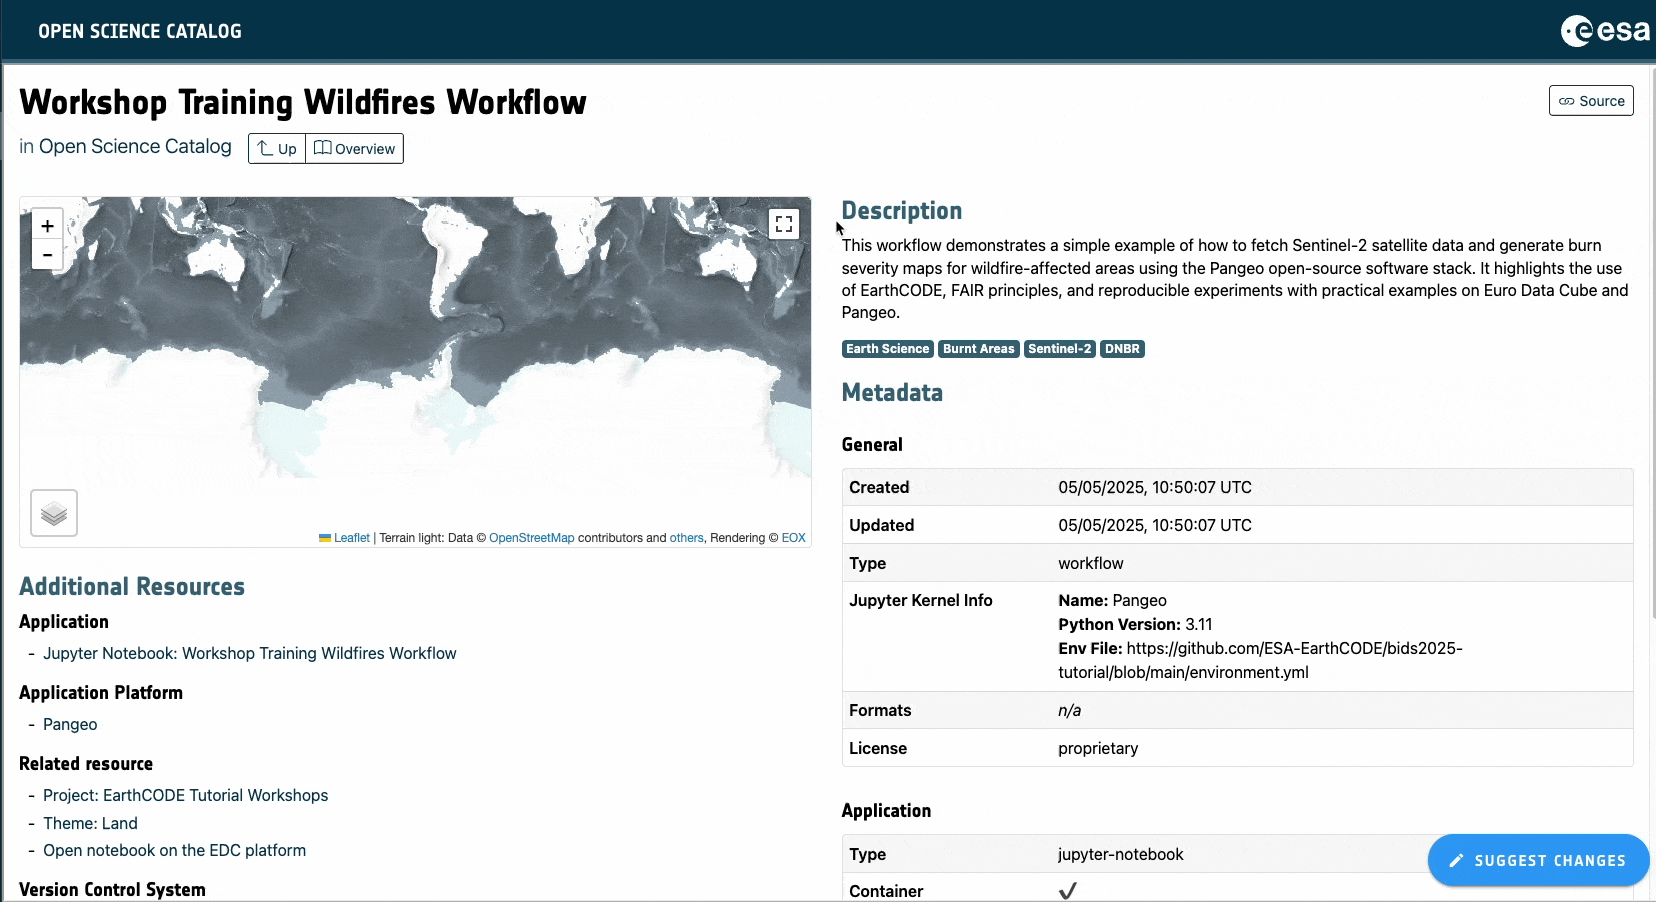 OPEN SCIENCE CATALOG
esa
Workshop Training Wildfires Workflow
Source
in Open Science Catalog
Up
Overview
+
-
Leaflet | Terrain light: Data © OpenStreetMap contributors and others, Rendering © EOX
Additional Resources
Application
- Jupyter Notebook: Workshop Training Wildfires Workflow
Application Platform
- Pangeo
Related resource
- Project: EarthCODE Tutorial Workshops
- Theme: Land
- Open notebook on the EDC platform
Version Control System
Description
This workflow demonstrates a simple example of how to fetch Sentinel-2 satellite data and generate burn
severity maps for wildfire-affected areas using the Pangeo open-source software stack. It highlights the use
of EarthCODE, FAIR principles, and reproducible experiments with practical examples on Euro Data Cube and
Pangeo.
Earth Science Burnt Areas Sentinel-2 DNBR
Metadata
General
Created 05/05/2025, 10:50:07 UTC
Updated 05/05/2025, 10:50:07 UTC
Type workflow
Jupyter Kernel Info Name: Pangeo
Python Version: 3.11
Env File: https://github.com/ESA-EarthCODE/bids2025-
tutorial/blob/main/environment.yml
Formats n/a
License proprietary
Application
Type jupyter-notebook
Container ✓
SUGGEST CHANGES